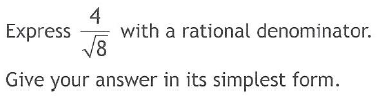 Express 4/√8 with a rational denominator.
Give your answer in its simplest form.